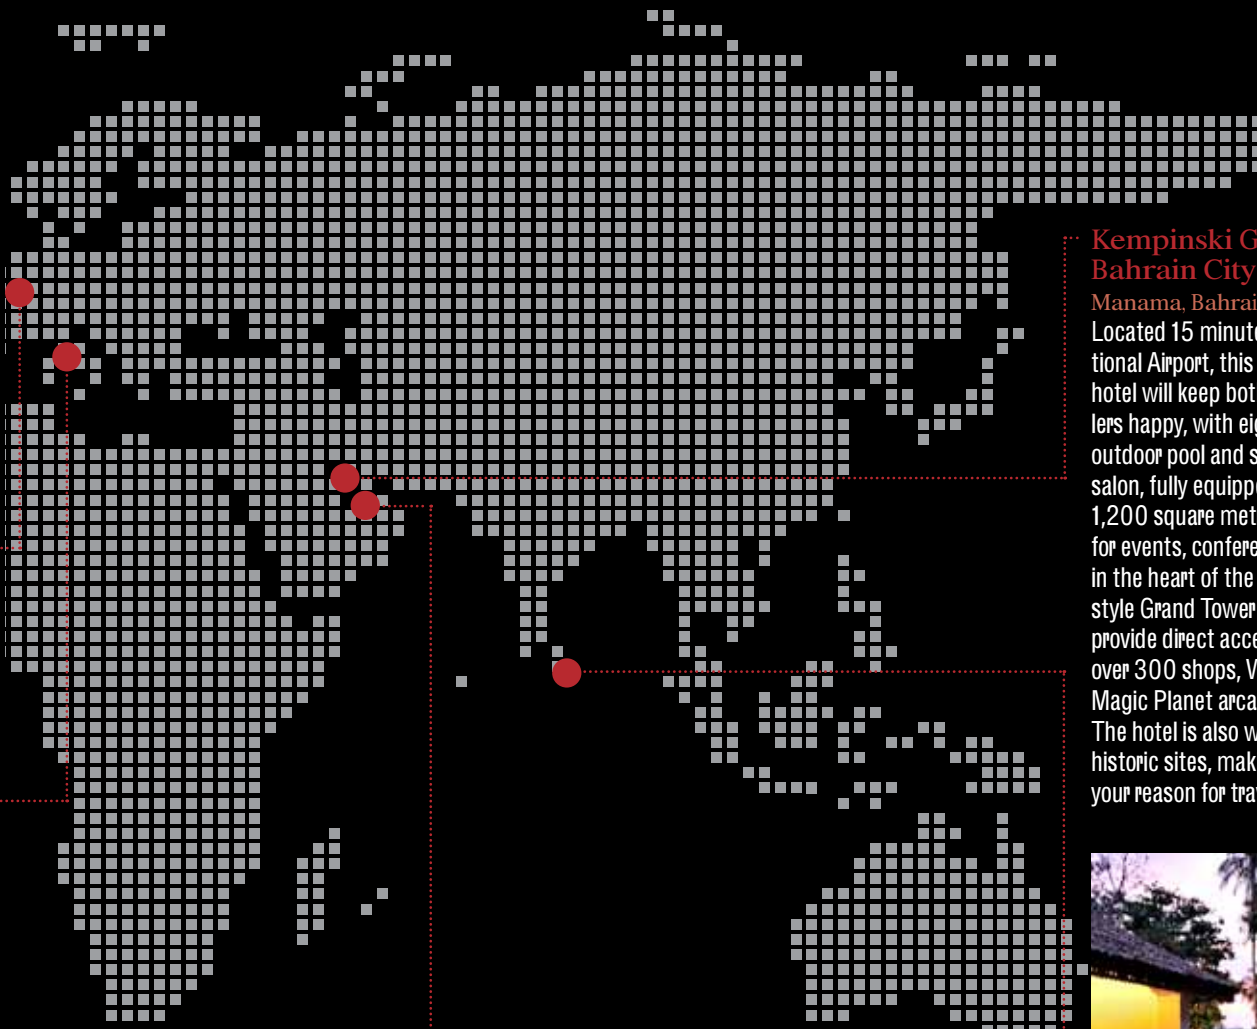 Kempinski G
Bahrain City
Manama, Bahrai
Located 15 minute
tional Airport, this
hotel will keep bot
lers happy, with eig
outdoor pool and s
salon, fully equippe
1,200 square met
for events, confere
in the heart of the
style Grand Tower
provide direct acce
over 300 shops, V
Magic Planet arca
The hotel is also w
historic sites, mak
your reason for tra